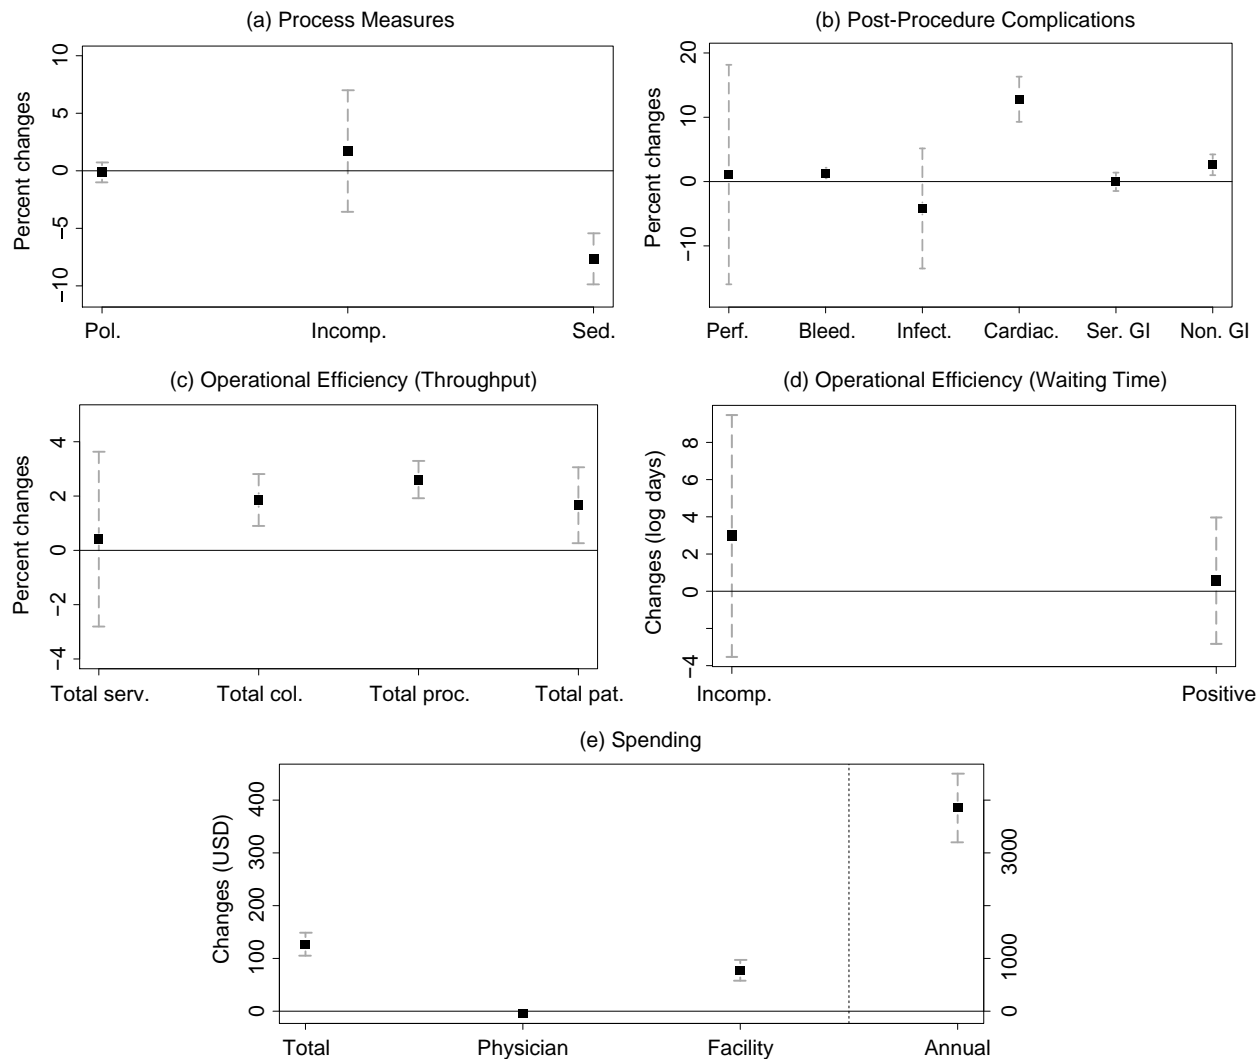 (a) Process Measures
Percent changes
10
5
0
−5
−10
Pol. Incomp. Sed.
(b) Post-Procedure Complications
Percent changes
20
10
0
−10
Perf. Bleed. Infect. Cardiac. Ser. GI Non. GI
(c) Operational Efficiency (Throughput)
Percent changes
4
2
0
−2
−4
Total serv. Total col. Total proc. Total pat.
(d) Operational Efficiency (Waiting Time)
Changes (log days)
8
6
4
2
0
−4
Incomp. Positive
(e) Spending
Changes (USD)
400
300
200
100
0
3000
1000
0
Total Physician Facility Annual